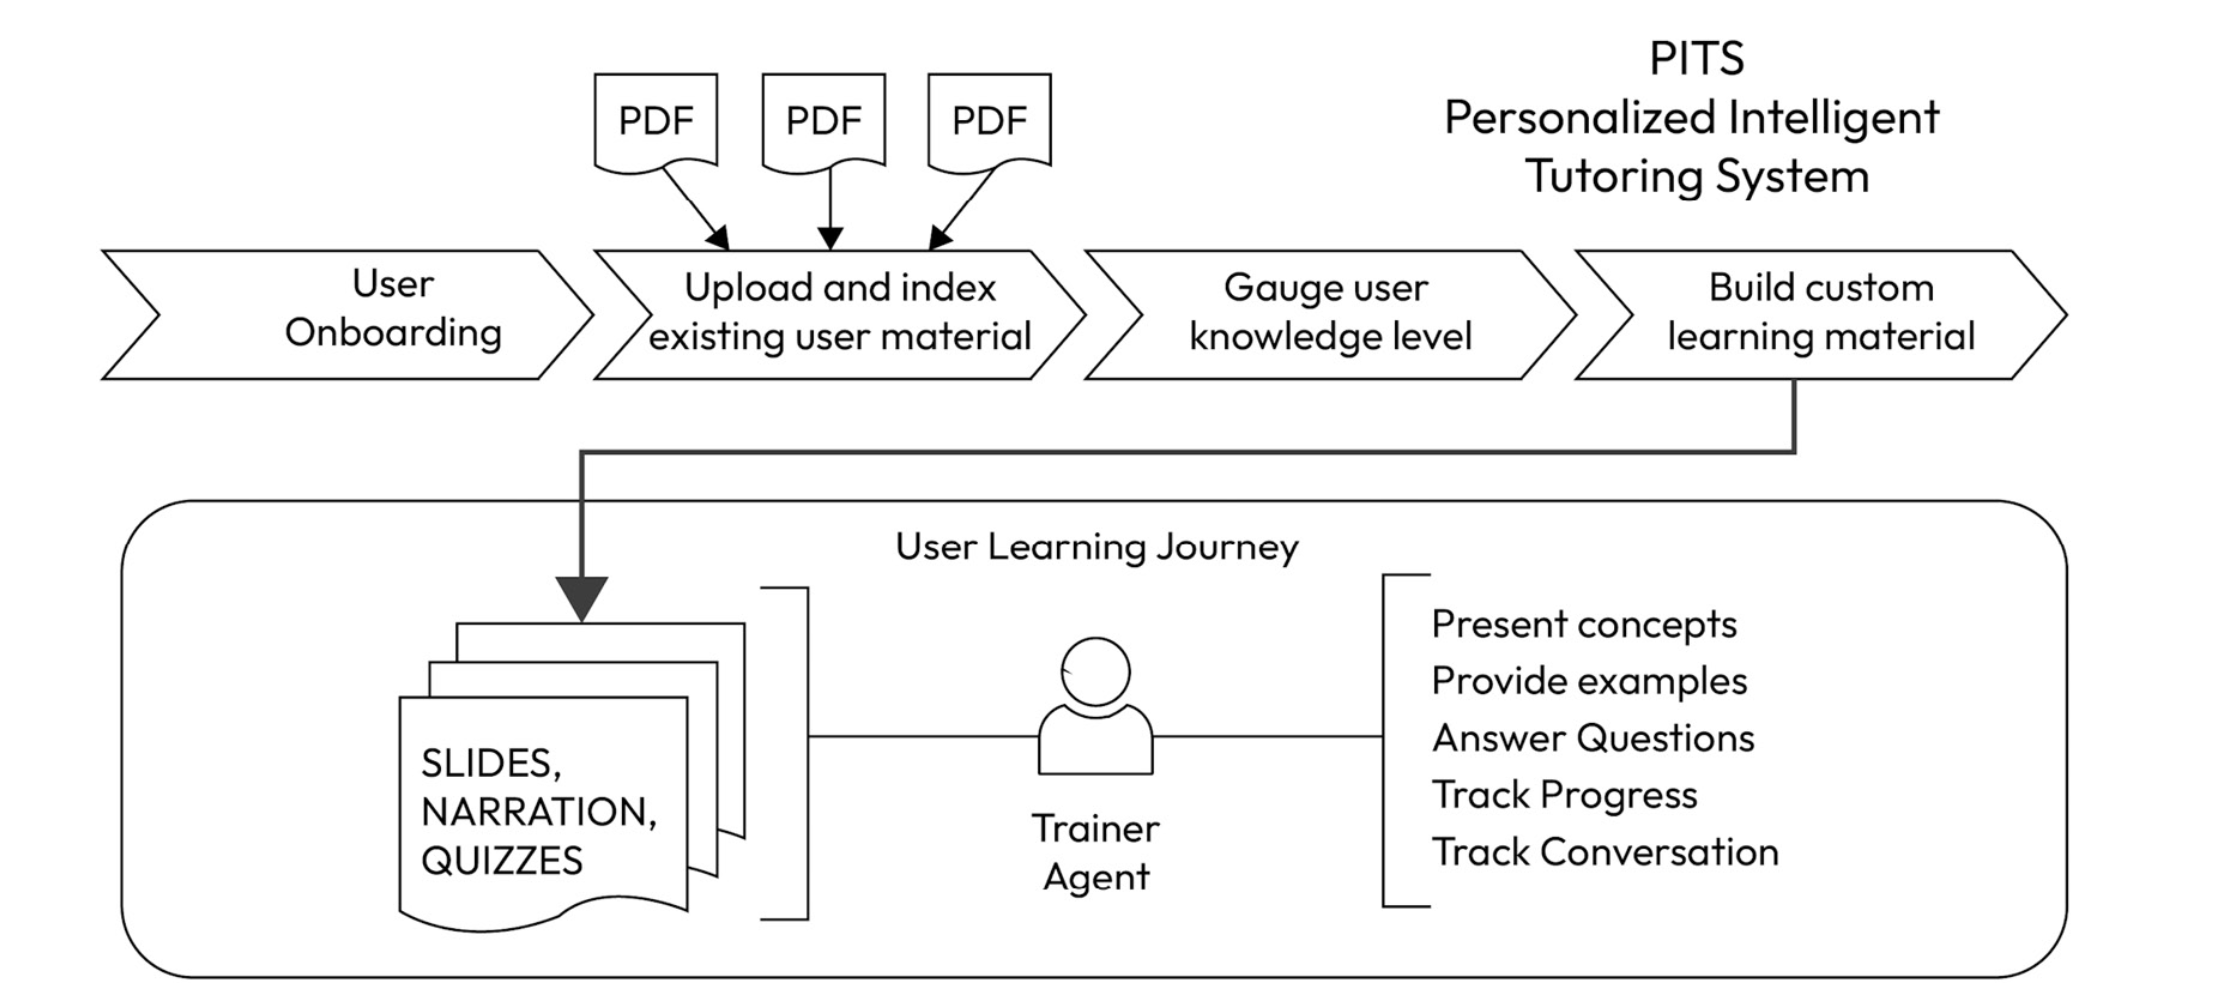 PITS
Personalized Intelligent
Tutoring System
PDF
PDF
PDF
User
Onboarding
Upload and index
existing user material
Gauge user
knowledge level
Build custom
learning material
User Learning Journey
SLIDES,
NARRATION,
QUIZZES
Trainer
Agent
Present concepts
Provide examples
Answer Questions
Track Progress
Track Conversation